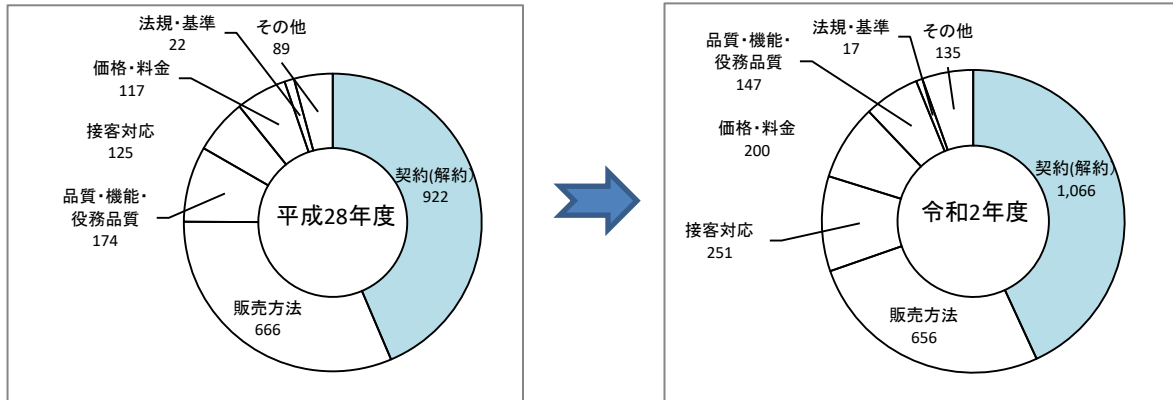 法規・基準
22
その他
89
価格・料金
117
接客対応
125
品質・機能・
役務品質
174
契約(解約)
922
平成28年度
販売方法
666
法規・基準
17
その他
135
品質・機能・
役務品質
147
価格・料金
200
接客対応
251
契約(解約)
1,066
令和2年度
販売方法
656